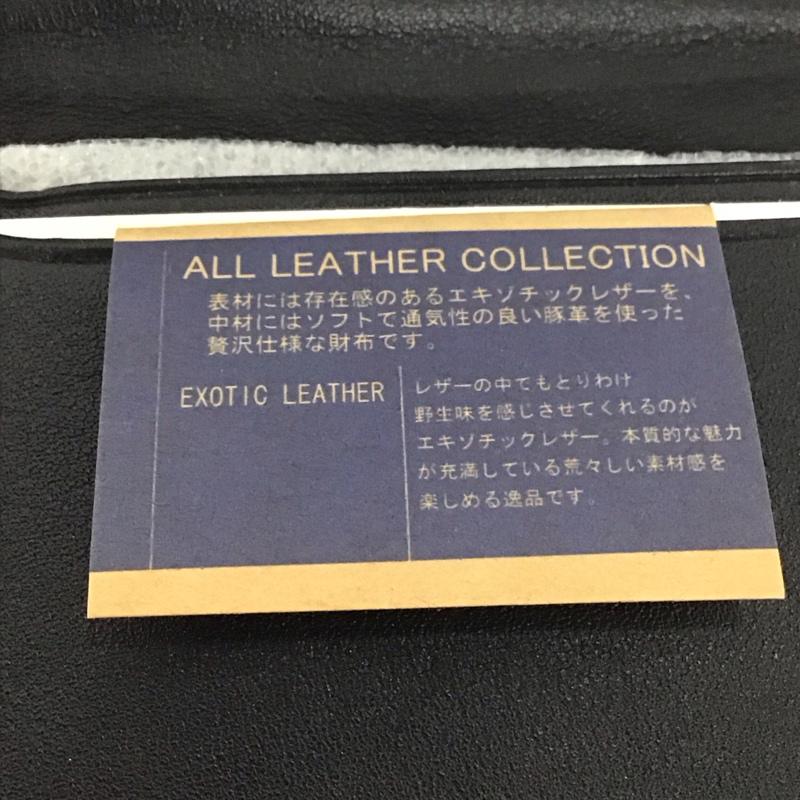 ALL LEATHER COLLECTION
表材には存在感のあるエキゾチックレザーを、
中材にはソフトで通気性の良い豚革を使った
贅沢仕様な財布です。
EXOTIC LEATHER
レザーの中でもとりわけ
野生味を感じさせてくれるのが
エキゾチックレザー。本質的な魅力
が充満している荒々しい素材感を
楽しめる逸品です。